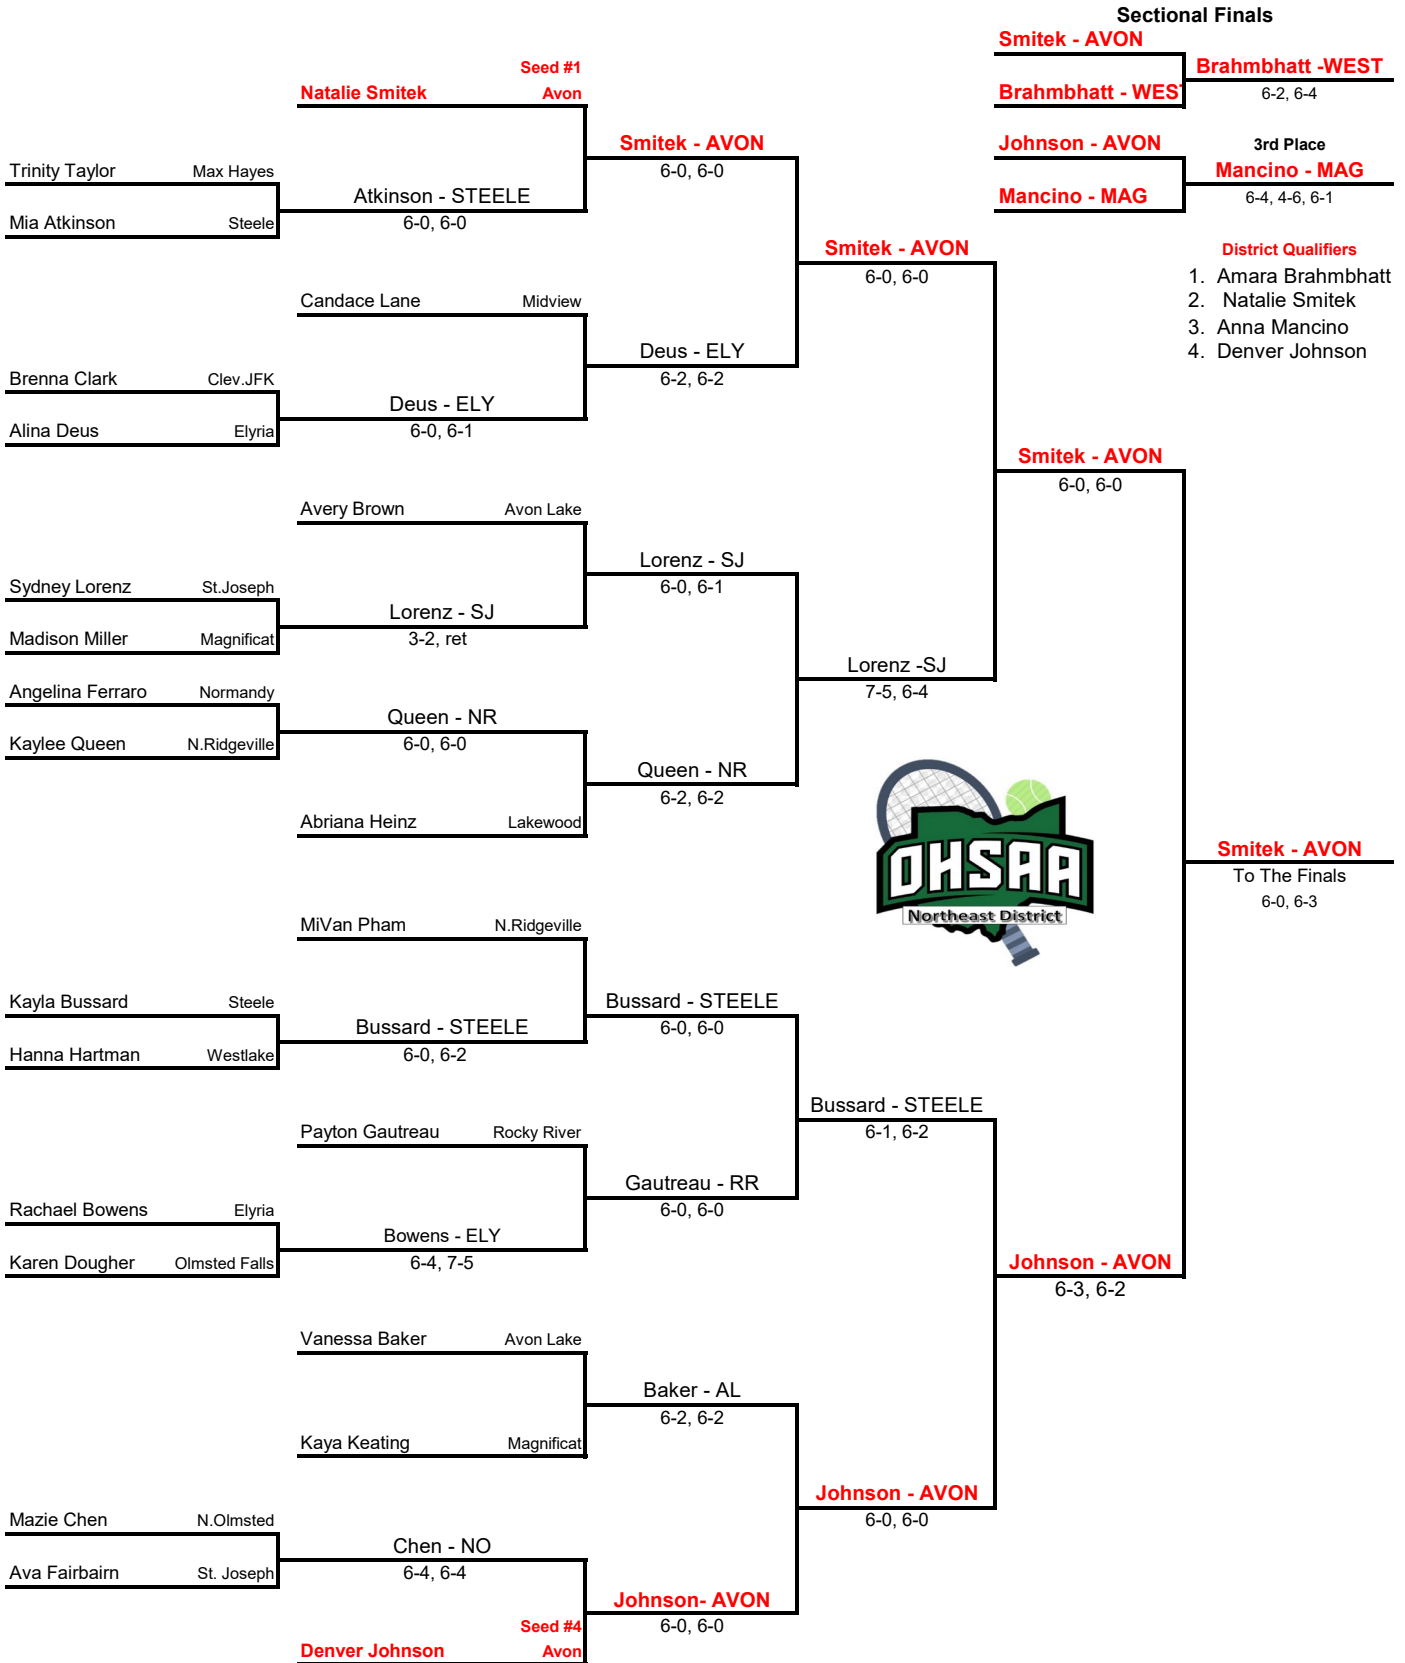 Sectional Finals
Smitek - AVON
Seed #1
Brahmbhatt -WEST
Natalie Smitek Avon
Brahmbhatt - WEST
6-2, 6-4
Smitek - AVON
Johnson - AVON
3rd Place
Trinity Taylor Max Hayes
6-0, 6-0
Mancino - MAG
Atkinson - STEELE
Mancino - MAG
6-4, 4-6, 6-1
Mia Atkinson Steele
6-0, 6-0
Smitek - AVON
District Qualifiers
6-0, 6-0
1. Amara Brahmbhatt
Candace Lane Midview
2. Natalie Smitek
3. Anna Mancino
Deus - ELY
4. Denver Johnson
Brenna Clark Clev.JFK
6-2, 6-2
Deus - ELY
Alina Deus Elyria
6-0, 6-1
Smitek - AVON
6-0, 6-0
Avery Brown Avon Lake
Lorenz - SJ
Sydney Lorenz St.Joseph
6-0, 6-1
Lorenz - SJ
Madison Miller Magnificat
3-2, ret
Lorenz -SJ
Angelina Ferraro Normandy
7-5, 6-4
Queen - NR
Kaylee Queen N.Ridgeville
6-0, 6-0
Queen - NR
6-2, 6-2
Abriana Heinz Lakewood
OHSAA
Northeast District
Smitek - AVON
To The Finals
6-0, 6-3
MiVan Pham N.Ridgeville
Kayla Bussard Steele
Bussard - STEELE
Bussard - STEELE
6-0, 6-0
Hanna Hartman Westlake
6-0, 6-2
Bussard - STEELE
Payton Gautreau Rocky River
6-1, 6-2
Gautreau - RR
Rachael Bowens Elyria
6-0, 6-0
Bowens - ELY
Karen Dougher Olmsted Falls
6-4, 7-5
Johnson - AVON
6-3, 6-2
Vanessa Baker Avon Lake
Baker - AL
6-2, 6-2
Kaya Keating Magnificat
Johnson - AVON
Mazie Chen N.Olmsted
6-0, 6-0
Chen - NO
Ava Fairbairn St. Joseph
6-4, 6-4
Johnson- AVON
Seed #4
6-0, 6-0
Denver Johnson Avon